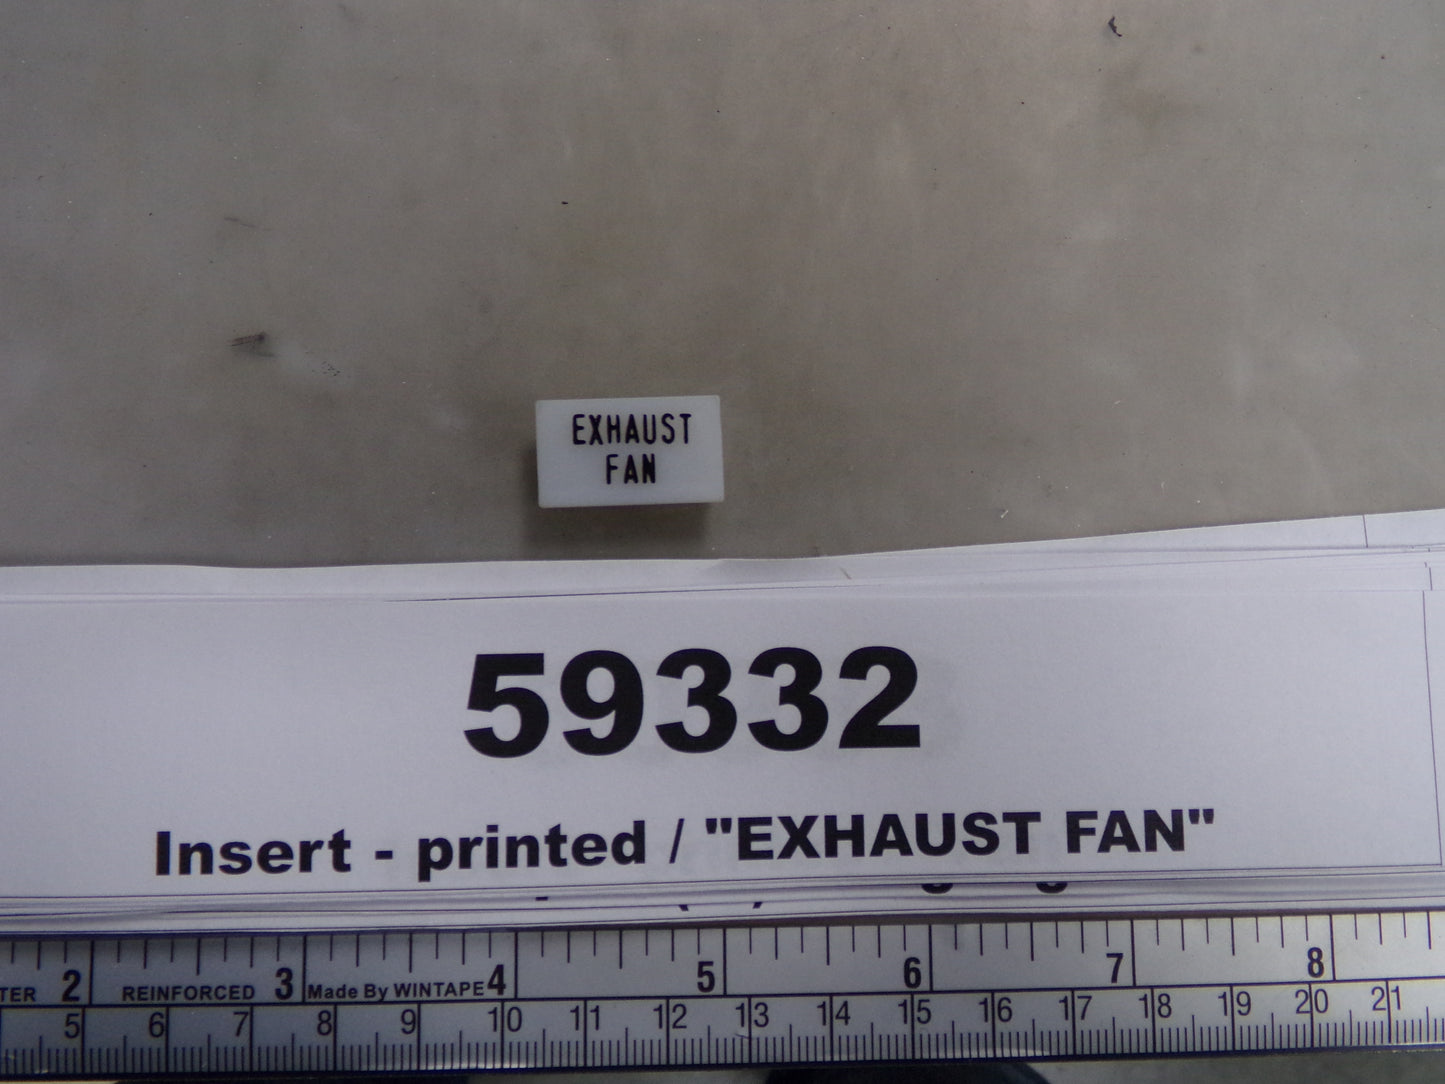 EXHAUST
FAN
59332
Insert - printed / "EXHAUST FAN"
2 REINFORCED 3 Made By WINTAPE 4 5 6 7 8
5 6 7 8 9 10 11 12 13 14 15 16 17 18 19 20 21